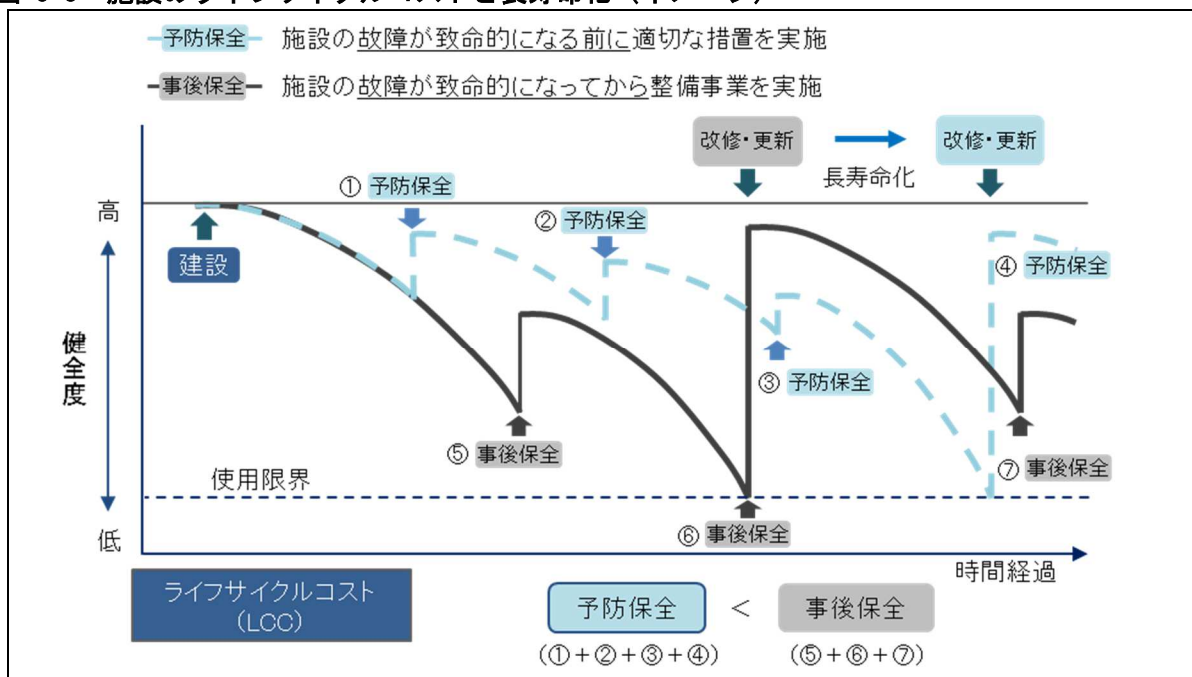 予防保全 施設の故障が致命的になる前に適切な措置を実施
事後保全 施設の故障が致命的になってから整備事業を実施
改修・更新
改修・更新
長寿命化
① 予防保全
② 予防保全
高
建設
④ 予防保全
健全度
③ 予防保全
⑤ 事後保全
⑦ 事後保全
使用限界
⑥ 事後保全
低
時間経過
ライフサイクルコスト
(LCC)
予防保全 < 事後保全
(①+②+③+④) (⑤+⑥+⑦)